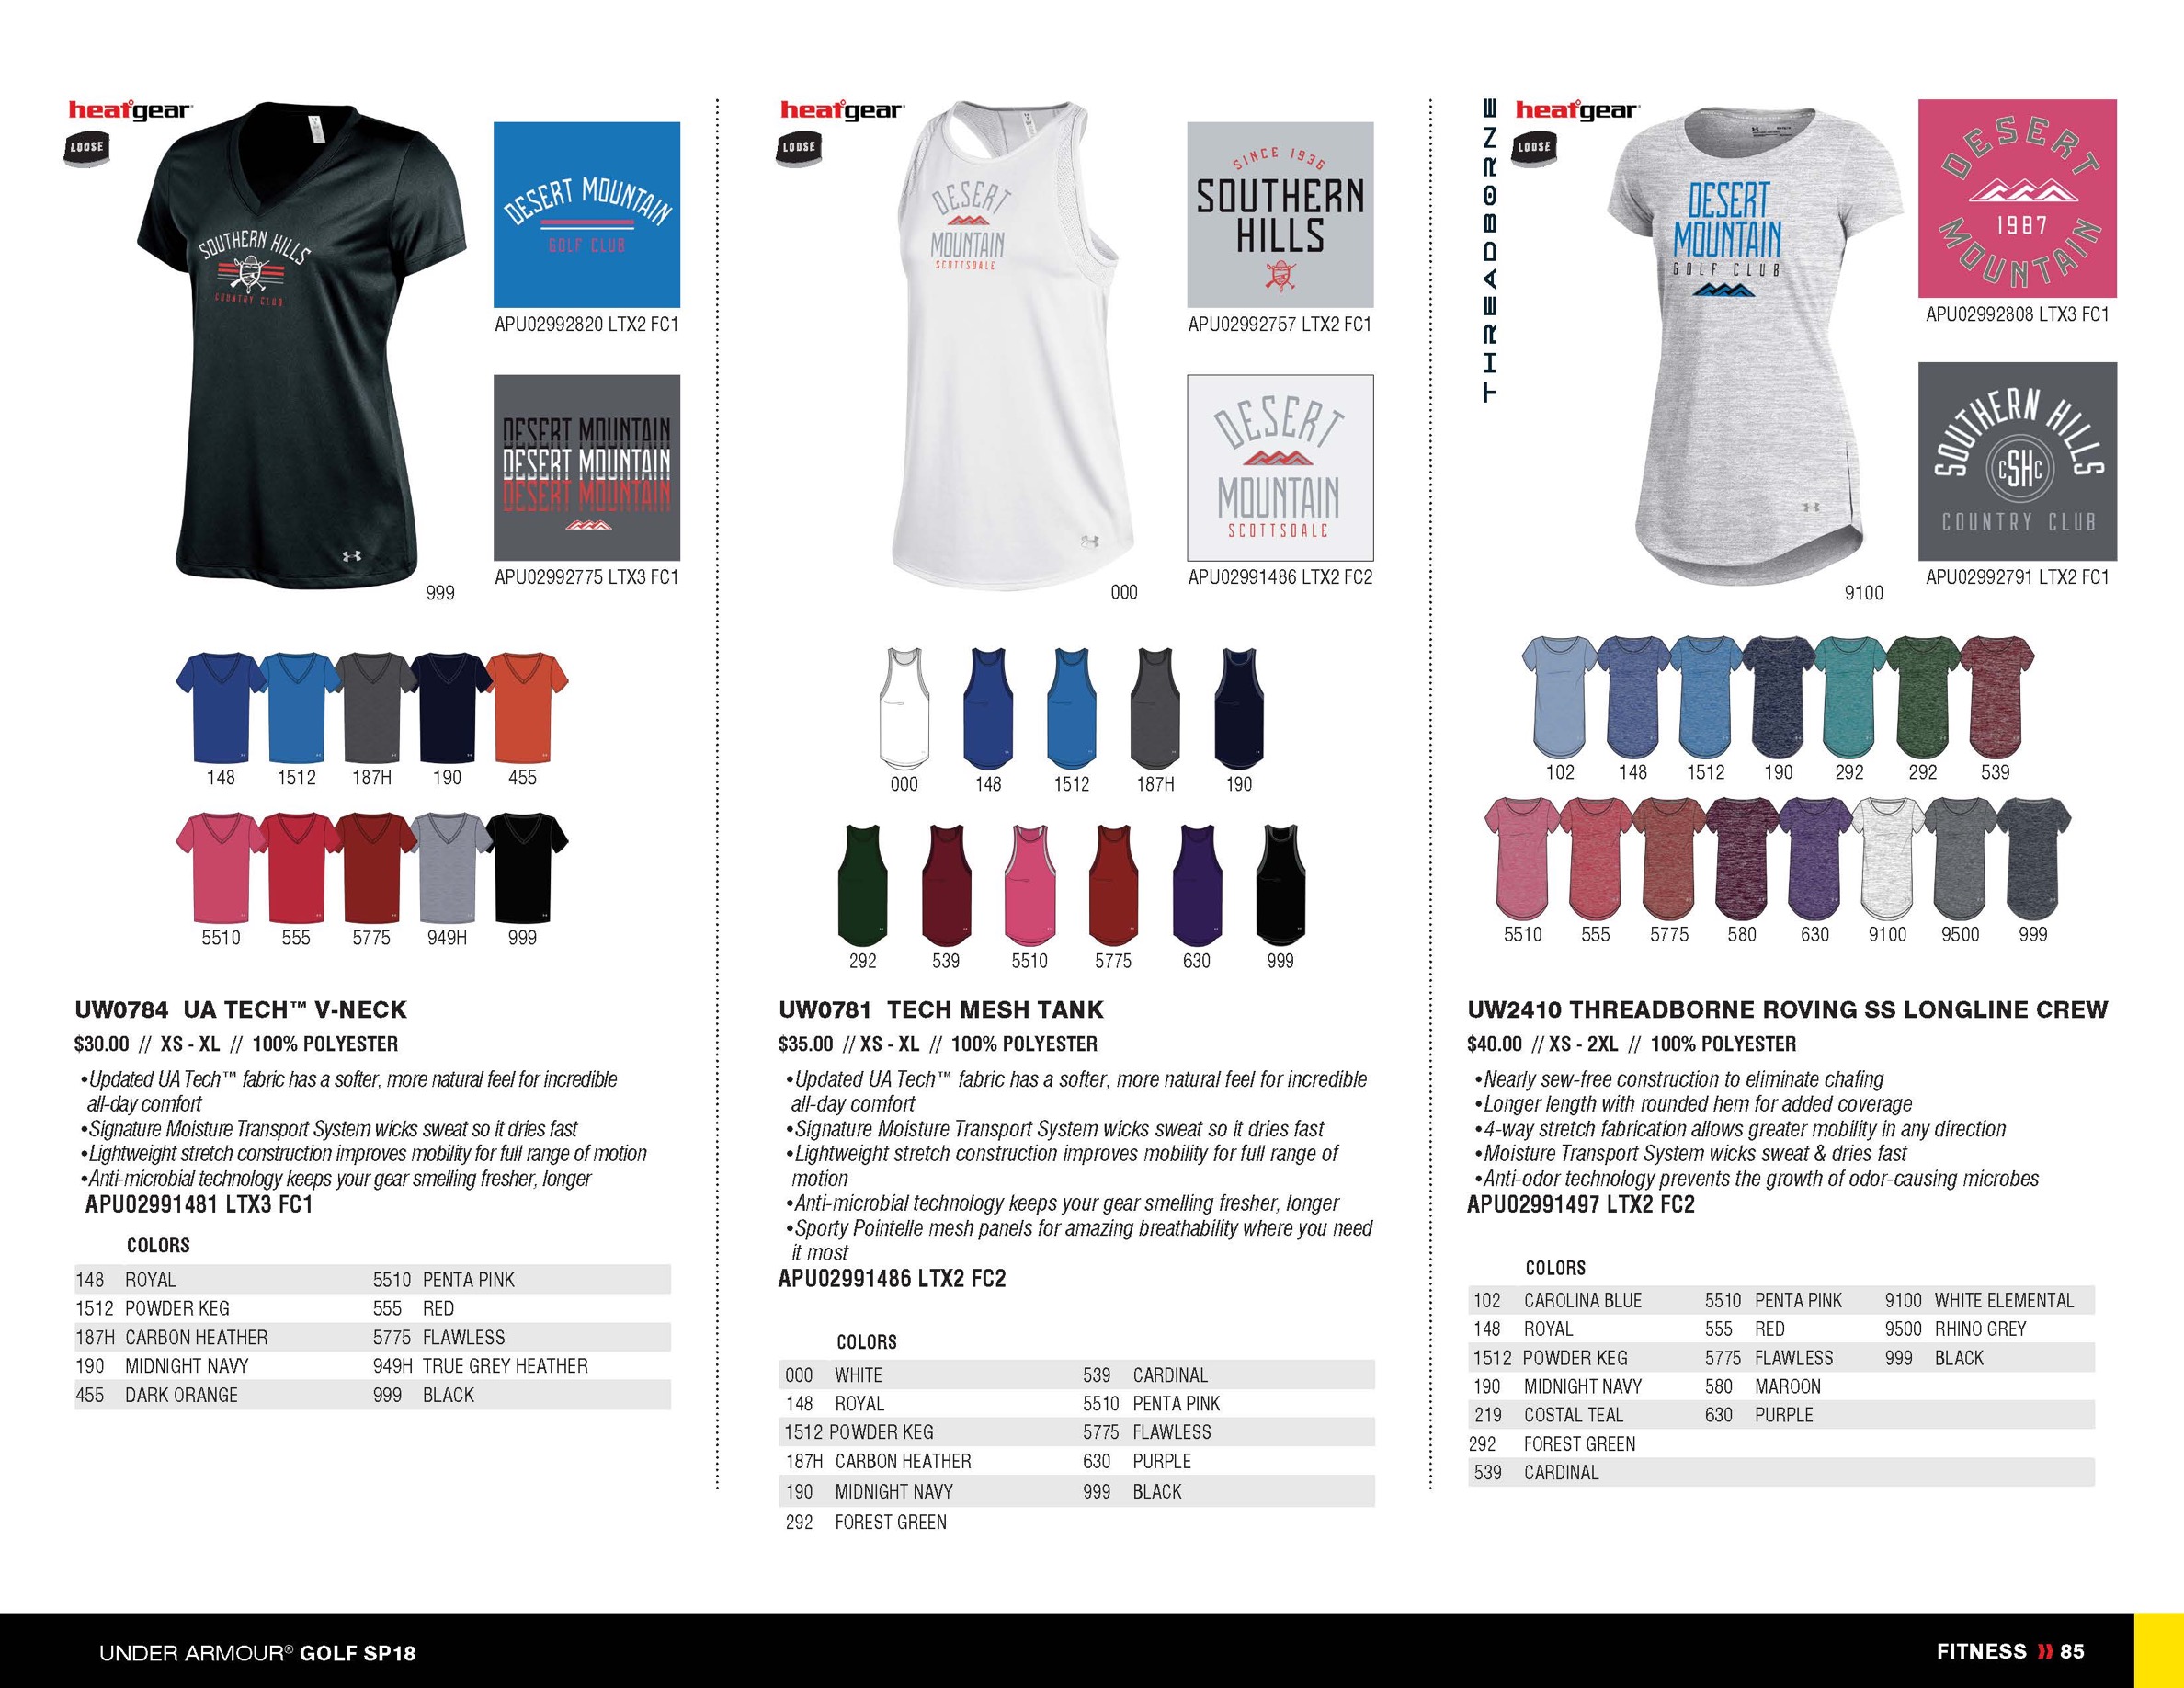 heatgear
LOOSE
SOUTHERN HILLS
COUNTRY CLUB
999
DESERT MOUNTAIN
GOLF CLUB
APU02992820 LTX2 FC1
DESERT MOUNTAIN
DESERT MOUNTAIN
DESERT MOUNTAIN
APU02992775 LTX3 FC1
148 1512 187H 190 455
5510 555 5775 949H 999
UW0784 UA TECH™ V-NECK
$30.00 // XS - XL // 100% POLYESTER
•Updated UA Tech™ fabric has a softer, more natural feel for incredible
all-day comfort
•Signature Moisture Transport System wicks sweat so it dries fast
•Lightweight stretch construction improves mobility for full range of motion
•Anti-microbial technology keeps your gear smelling fresher, longer
APU02991481 LTX3 FC1
COLORS
148 ROYAL 5510 PENTA PINK
1512 POWDER KEG 555 RED
187H CARBON HEATHER 5775 FLAWLESS
190 MIDNIGHT NAVY 949H TRUE GREY HEATHER
455 DARK ORANGE 999 BLACK
heatgear
LOOSE
DESERT
MOUNTAIN
SCOTTSDALE
000
SINCE 1936
SOUTHERN
HILLS
APU02992757 LTX2 FC1
DESERT
MOUNTAIN
SCOTTSDALE
APU02991486 LTX2 FC2
000 148 1512 187H 190
292 539 5510 5775 630 999
UW0781 TECH MESH TANK
$35.00 // XS - XL // 100% POLYESTER
•Updated UA Tech™ fabric has a softer, more natural feel for incredible
all-day comfort
•Signature Moisture Transport System wicks sweat so it dries fast
•Lightweight stretch construction improves mobility for full range of
motion
•Anti-microbial technology keeps your gear smelling fresher, longer
•Sporty Pointelle mesh panels for amazing breathability where you need
it most
APU02991486 LTX2 FC2
COLORS
000 WHITE 539 CARDINAL
148 ROYAL 5510 PENTA PINK
1512 POWDER KEG 5775 FLAWLESS
187H CARBON HEATHER 630 PURPLE
190 MIDNIGHT NAVY 999 BLACK
292 FOREST GREEN
THREADBORNE
heatgear
LOOSE
DESERT
MOUNTAIN
GOLF CLUB
9100
DESERT
1987
MOUNTAIN
APU02992808 LTX3 FC1
SOUTHERN HILLS
CSHC
COUNTRY CLUB
APU02992791 LTX2 FC1
102 148 1512 190 292 292 539
5510 555 5775 580 630 9100 9500 999
UW2410 THREADBORNE ROVING SS LONGLINE CREW
$40.00 // XS - 2XL // 100% POLYESTER
•Nearly sew-free construction to eliminate chafing
•Longer length with rounded hem for added coverage
•4-way stretch fabrication allows greater mobility in any direction
•Moisture Transport System wicks sweat & dries fast
•Anti-odor technology prevents the growth of odor-causing microbes
APU02991497 LTX2 FC2
COLORS
102 CAROLINA BLUE 5510 PENTA PINK 9100 WHITE ELEMENTAL
148 ROYAL 555 RED 9500 RHINO GREY
1512 POWDER KEG 5775 FLAWLESS 999 BLACK
190 MIDNIGHT NAVY 580 MAROON
219 COSTAL TEAL 630 PURPLE
292 FOREST GREEN
539 CARDINAL
UNDER ARMOUR® GOLF SP18
FITNESS 85